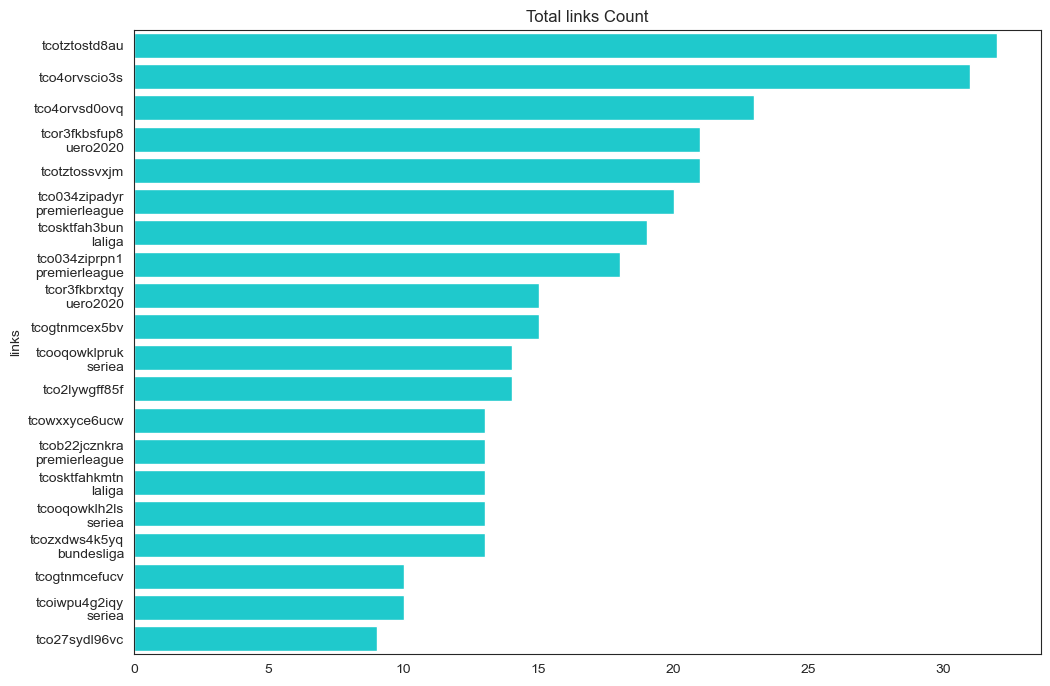 Total links Count
links
tcotztostd8au
tco4orvscio3s
tco4orvsd0ovq
tcor3fkbsfup8
uero2020
tcotztossvxjm
tco034zipadyr
premierleague
tcosktfah3bun
laliga
tco034ziprpn1
premierleague
tcor3fkbrxtqy
uero2020
tcogtnmcex5bv
tcooqowklpruk
seriea
tco2lywgff85f
tcowxxyce6ucw
tcob22jcznkra
premierleague
tcosktfahkmtn
laliga
tcooqowklh2ls
seriea
tcozxdws4k5yq
bundesliga
tcogtnmcefucv
tcoiwpu4g2iqy
seriea
tco27sydl96vc
0 5 10 15 20 25 30